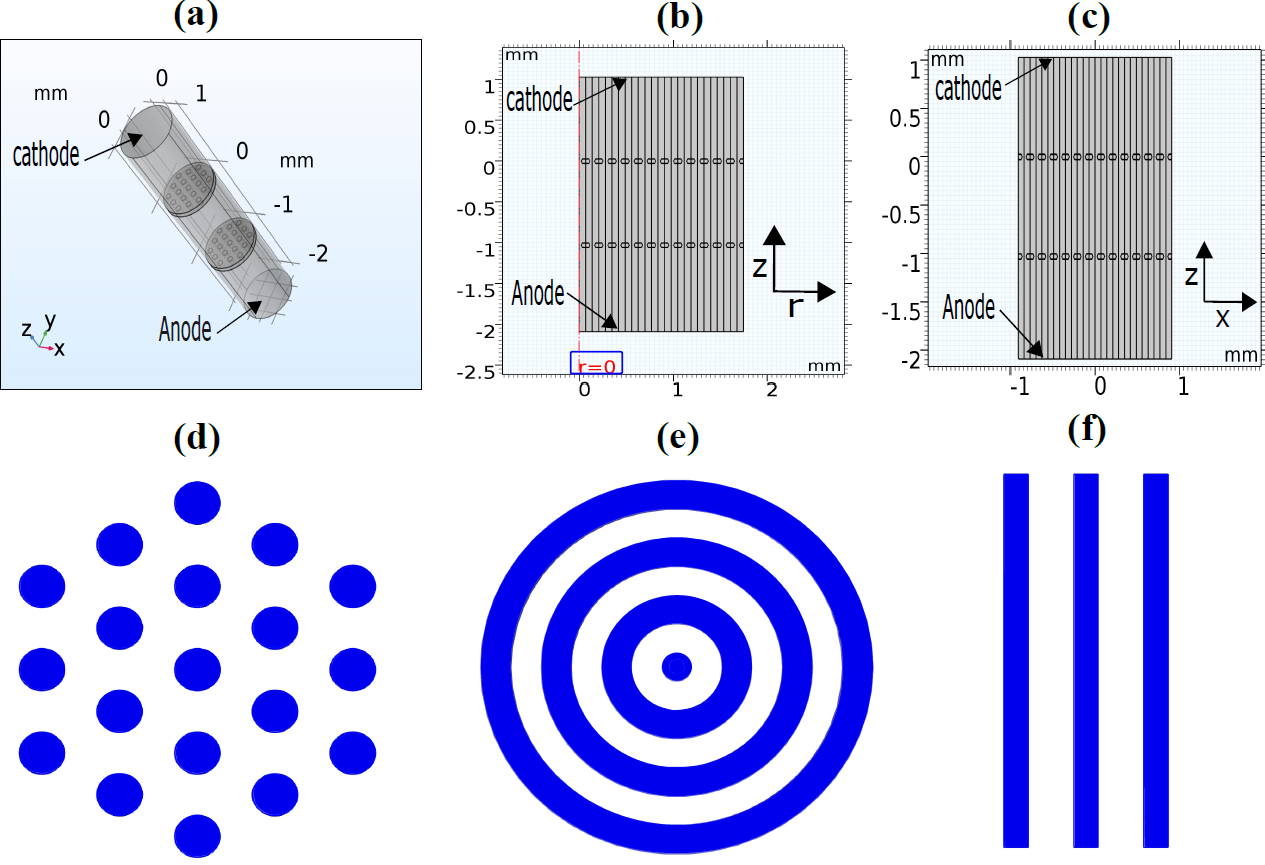 (a)
(b)
(c)
mm
0
1
0
cathode
0
mm
-1
-2
Anode
z
y
x
mm
cathode
1
0.5
0
-0.5
-1
-1.5
-2
-2.5
Anode
z
r
r=0
mm
0
1
2
mm
cathode
1
0.5
0
-0.5
-1
-1.5
-2
Anode
z
x
mm
-1
0
1
(d)
(e)
(f)